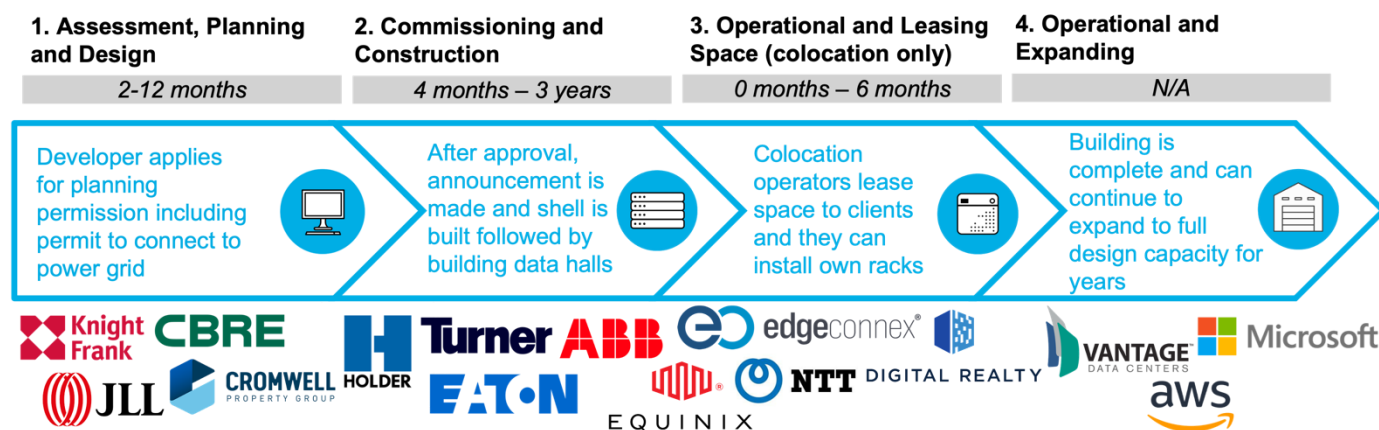 1. Assessment, Planning
and Design
2-12 months
Developer applies
for planning
permission including
permit to connect to
power grid
2. Commissioning and
Construction
4 months – 3 years
After approval,
announcement is
made and shell is
built followed by
building data halls
3. Operational and Leasing
Space (colocation only)
0 months – 6 months
Colocation
operators lease
space to clients
and they can
install own racks
4. Operational and
Expanding
N/A
Building is
complete and can
continue to
expand to full
design capacity for
years
Knight
Frank
CBRE
JLL
CROMWELL
PROPERTY GROUP
H
HOLDER
Turner
ABB
EATON
edgeconnex®
EQUINIX
NTT
DIGITAL REALTY
VANTAGE™
DATA CENTERS
Microsoft
aws